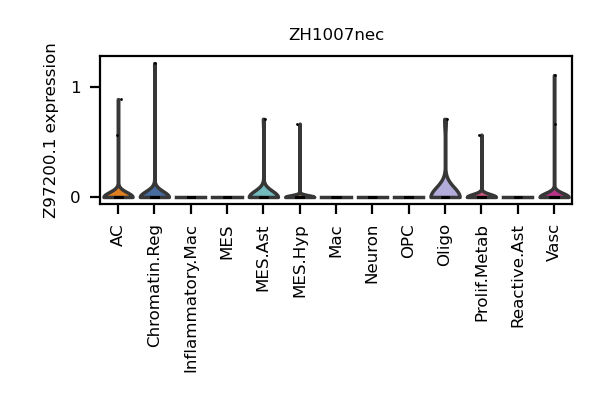 ZH1007nec
Z97200.1 expression
1
0
AC
Chromatin.Reg
Inflammatory.Mac
MES
MES.Ast
MES.Hyp
Mac
Neuron
OPC
Oligo
Prolif.Metab
Reactive.Ast
Vasc